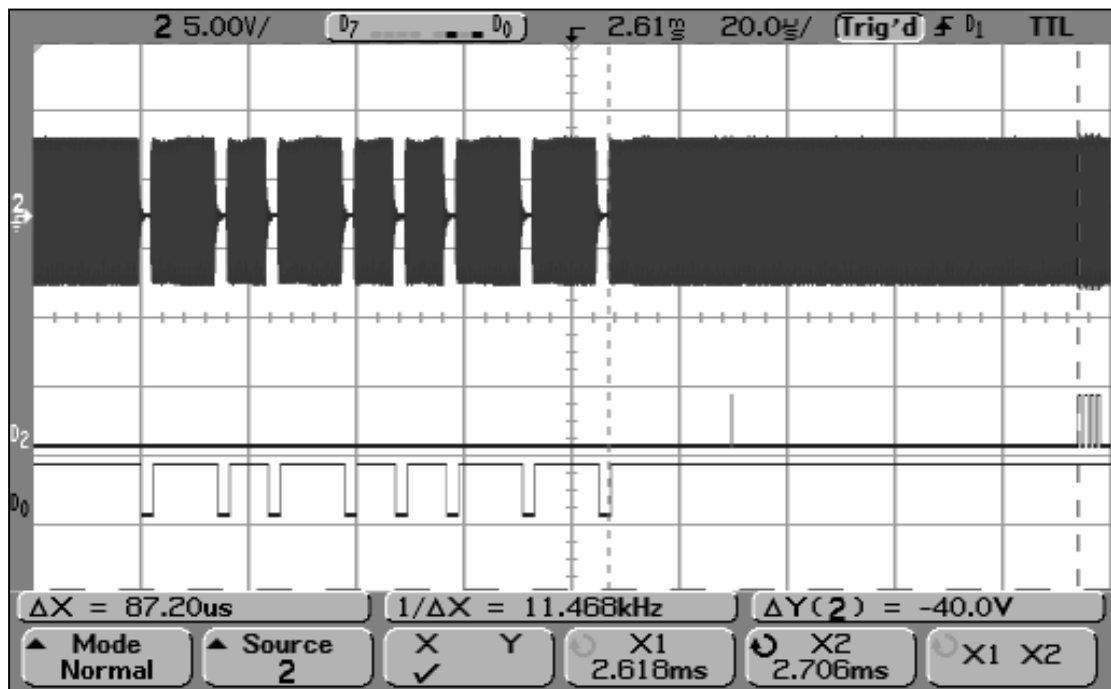 2 5.00V/ D7 D0 2.61ms 20.0us/ Trig'd D1 TTL
2
D2
D0
ΔX = 87.20us 1/ΔX = 11.468kHz ΔY(2) = -40.0V
Mode Source X Y X1 X2 X1 X2
Normal 2 ✓ 2.618ms 2.706ms